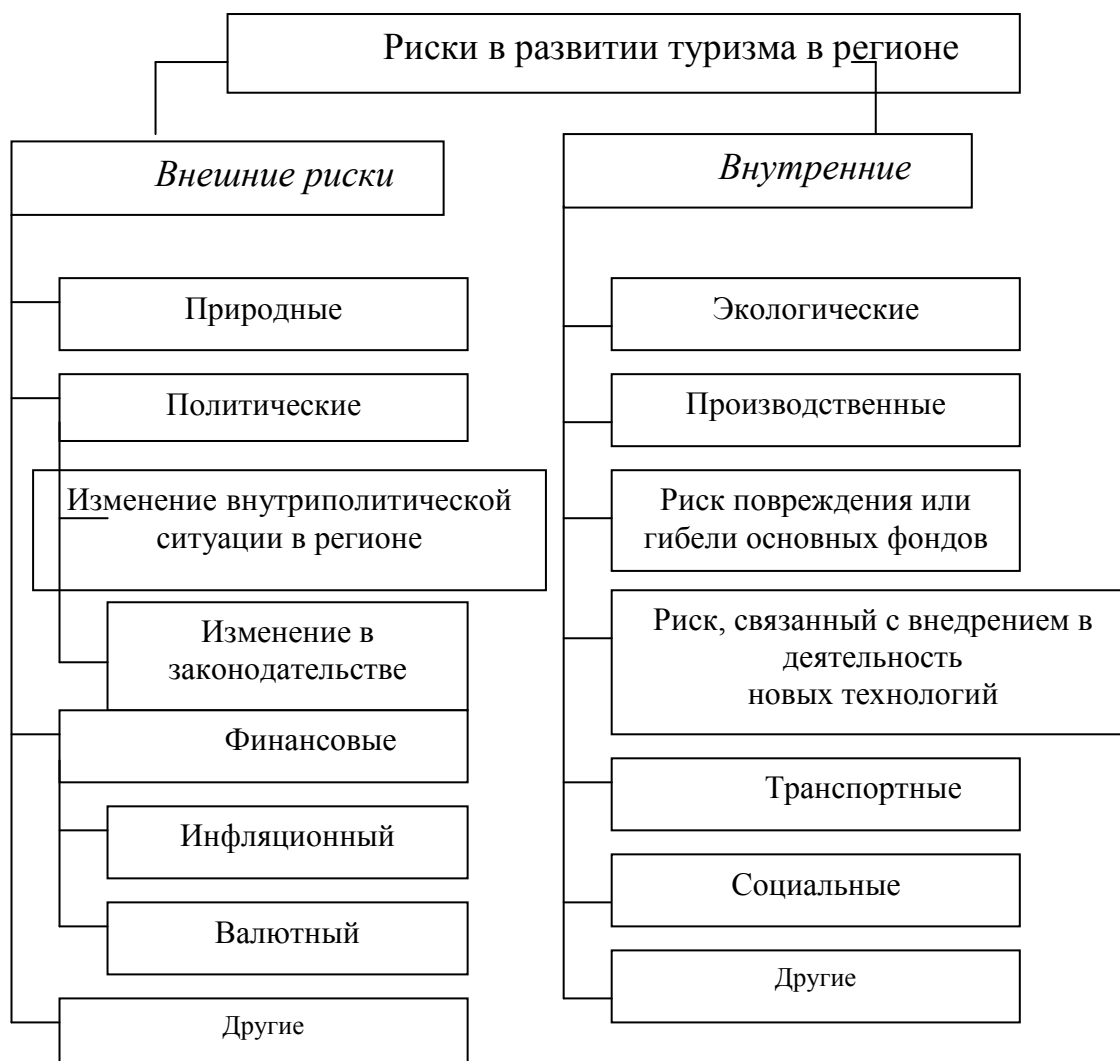 Риски в развитии туризма в регионе
Внешние риски
Природные
Политические
Изменение внутриполитической
ситуации в регионе
Изменение в
законодательстве
Финансовые
Инфляционный
Валютный
Другие
Внутренние
Экологические
Производственные
Риск повреждения или
гибели основных фондов
Риск, связанный с внедрением в
деятельность
новых технологий
Транспортные
Социальные
Другие